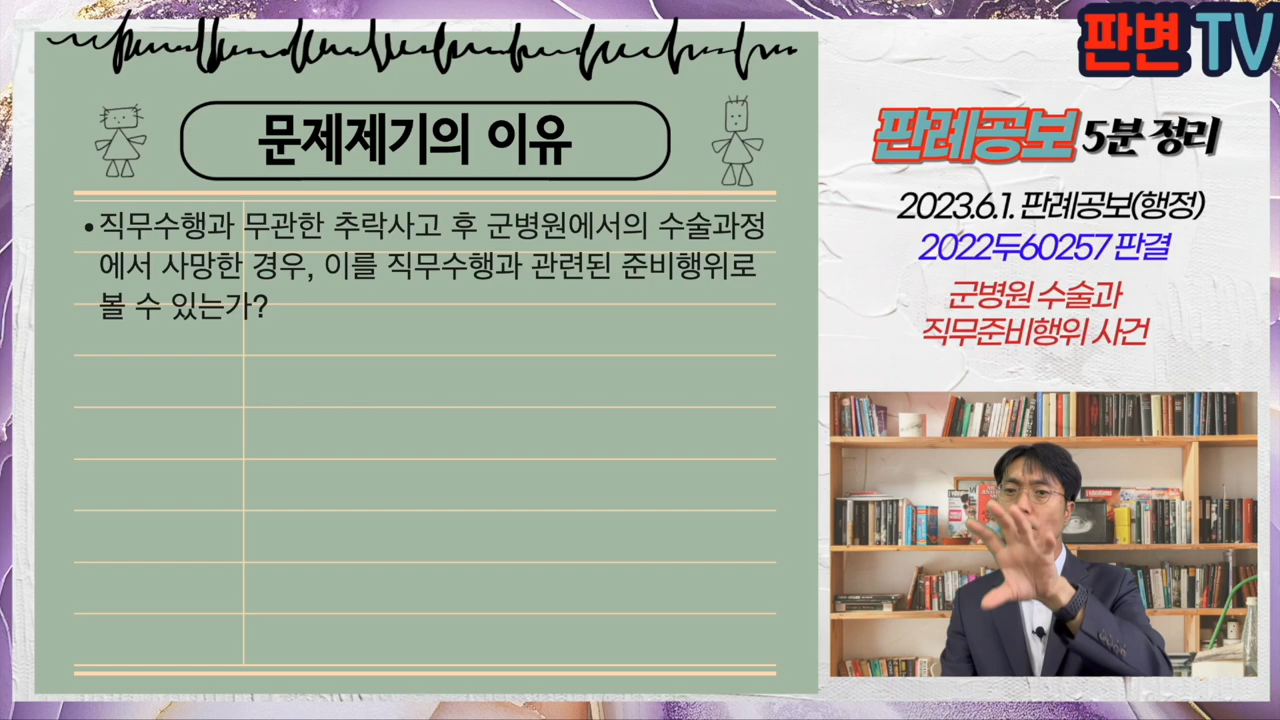 판변 TV
문제제기의 이유
• 직무수행과 무관한 추락사고 후 군병원에서의 수술과정
에서 사망한 경우, 이를 직무수행과 관련된 준비행위로
볼 수 있는가?
판례공보 5분 정리
2023.6.1. 판례공보(행정)
2022두60257 판결
군병원 수술과
직무준비행위 사건